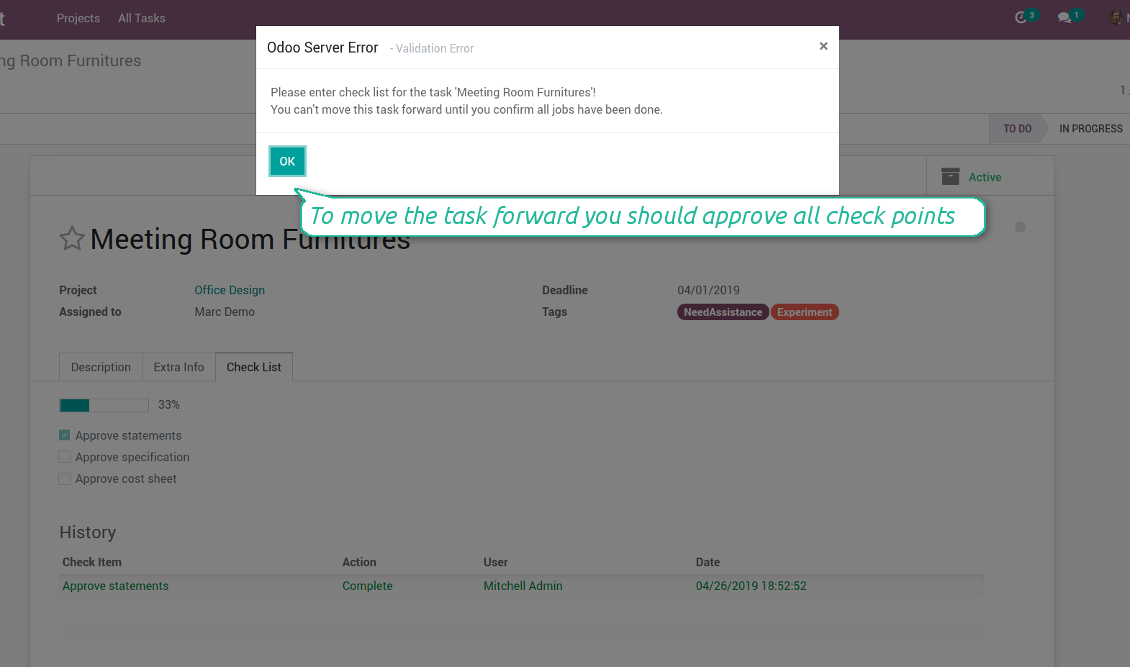 t Projects All Tasks 3 1
Odoo Server Error - Validation Error ×
ng Room Furnitures
Please enter check list for the task 'Meeting Room Furnitures'!
You can't move this task forward until you confirm all jobs have been done.
1
TO DO IN PROGRESS
OK
Active
To move the task forward you should approve all check points
Meeting Room Furnitures
Project Office Design Deadline 04/01/2019
Assigned to Marc Demo Tags NeedAssistance Experiment
Description Extra Info Check List
33%
Approve statements
Approve specification
Approve cost sheet
History
Check Item Action User Date
Approve statements Complete Mitchell Admin 04/26/2019 18:52:52